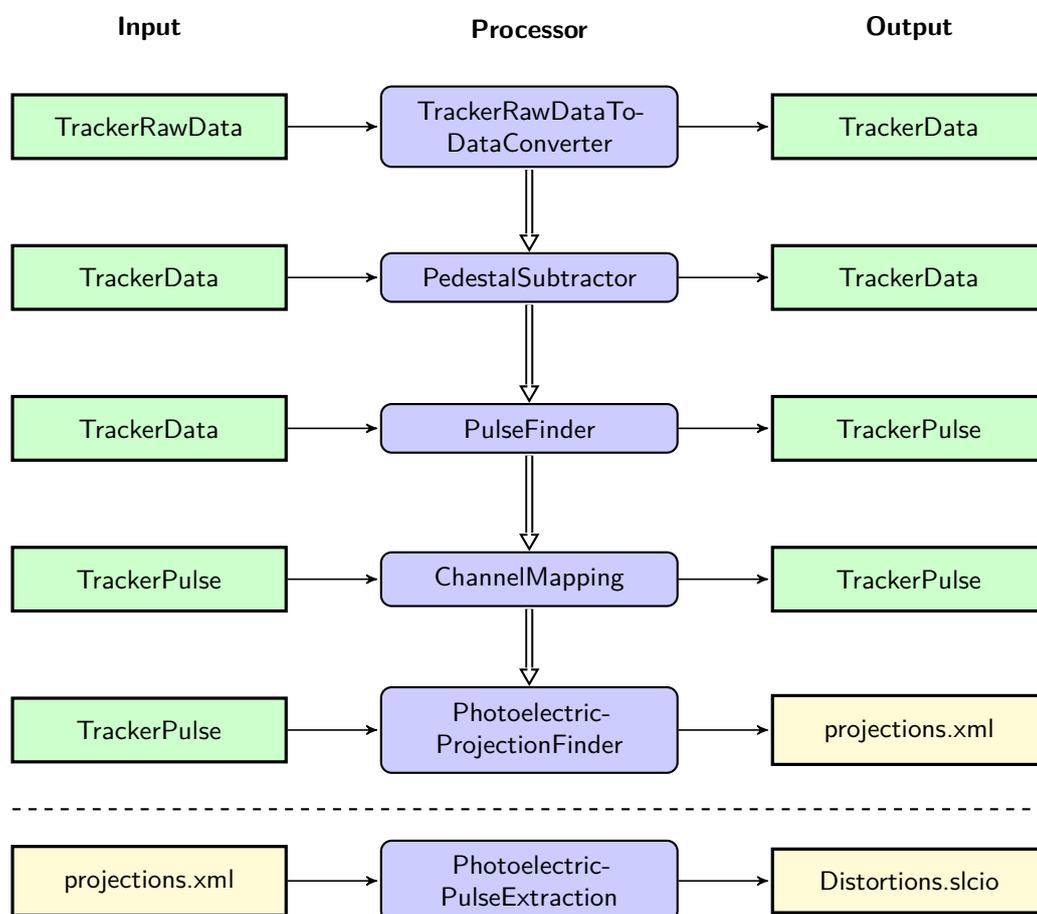 Input
Processor
Output
TrackerRawData
TrackerRawDataTo-
DataConverter
TrackerData
TrackerData
PedestalSubtractor
TrackerData
TrackerData
PulseFinder
TrackerPulse
TrackerPulse
ChannelMapping
TrackerPulse
TrackerPulse
Photoelectric-
ProjectionFinder
projections.xml
projections.xml
Photoelectric-
PulseExtraction
Distortions.slcio